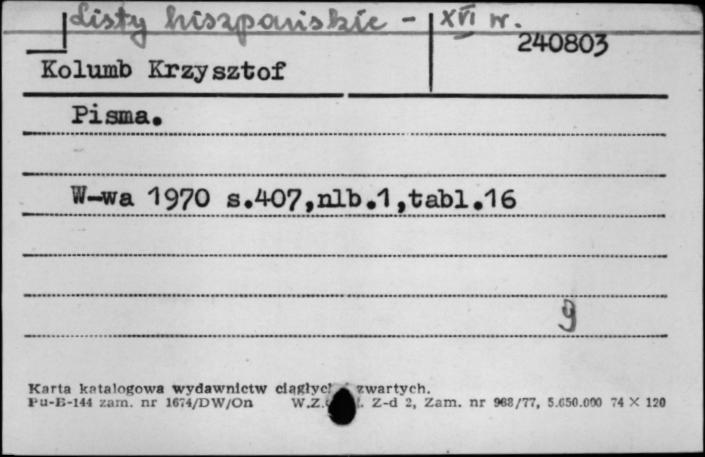 Listy hiszpańskie - XVI w.
240803
Kolumb Krzysztof
Pisma.
W-wa 1970 s.407,nlb.1,tabl.16
g
Karta katalogowa wydawnictw ciągłych zwartych.
Pu-B-144 zam. nr 1674/DW/On W.Z. Z-d 2, Zam. nr 968/77, 5.650.000 74 X 120